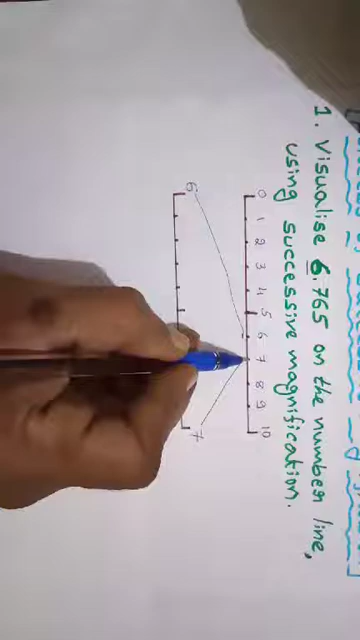 1. Visualise 6.765 on the number line,
using successive magnification.
0 1 2 3 4 5 6 7 8 9 10
6 7